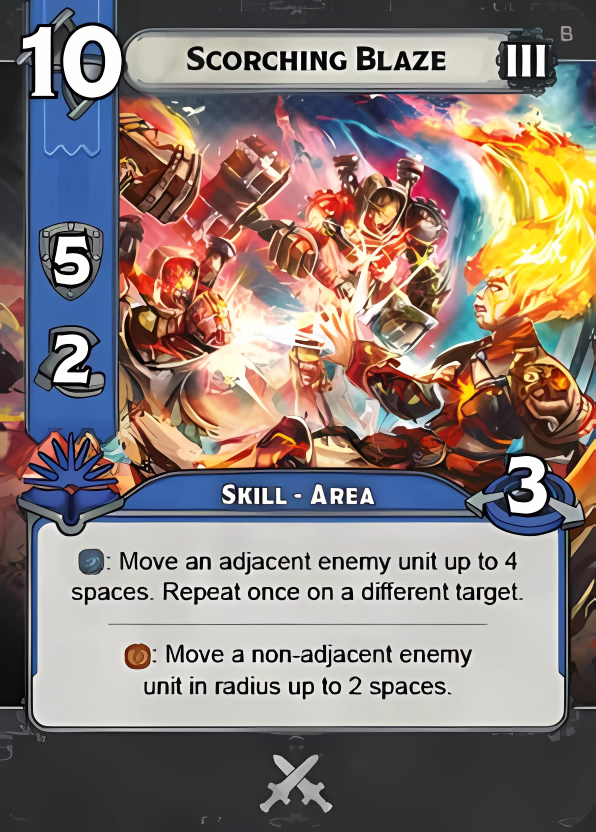 10
SCORCHING BLAZE
III
B
5
2
SKILL - AREA
3
: Move an adjacent enemy unit up to 4
spaces. Repeat once on a different target.
: Move a non-adjacent enemy
unit in radius up to 2 spaces.